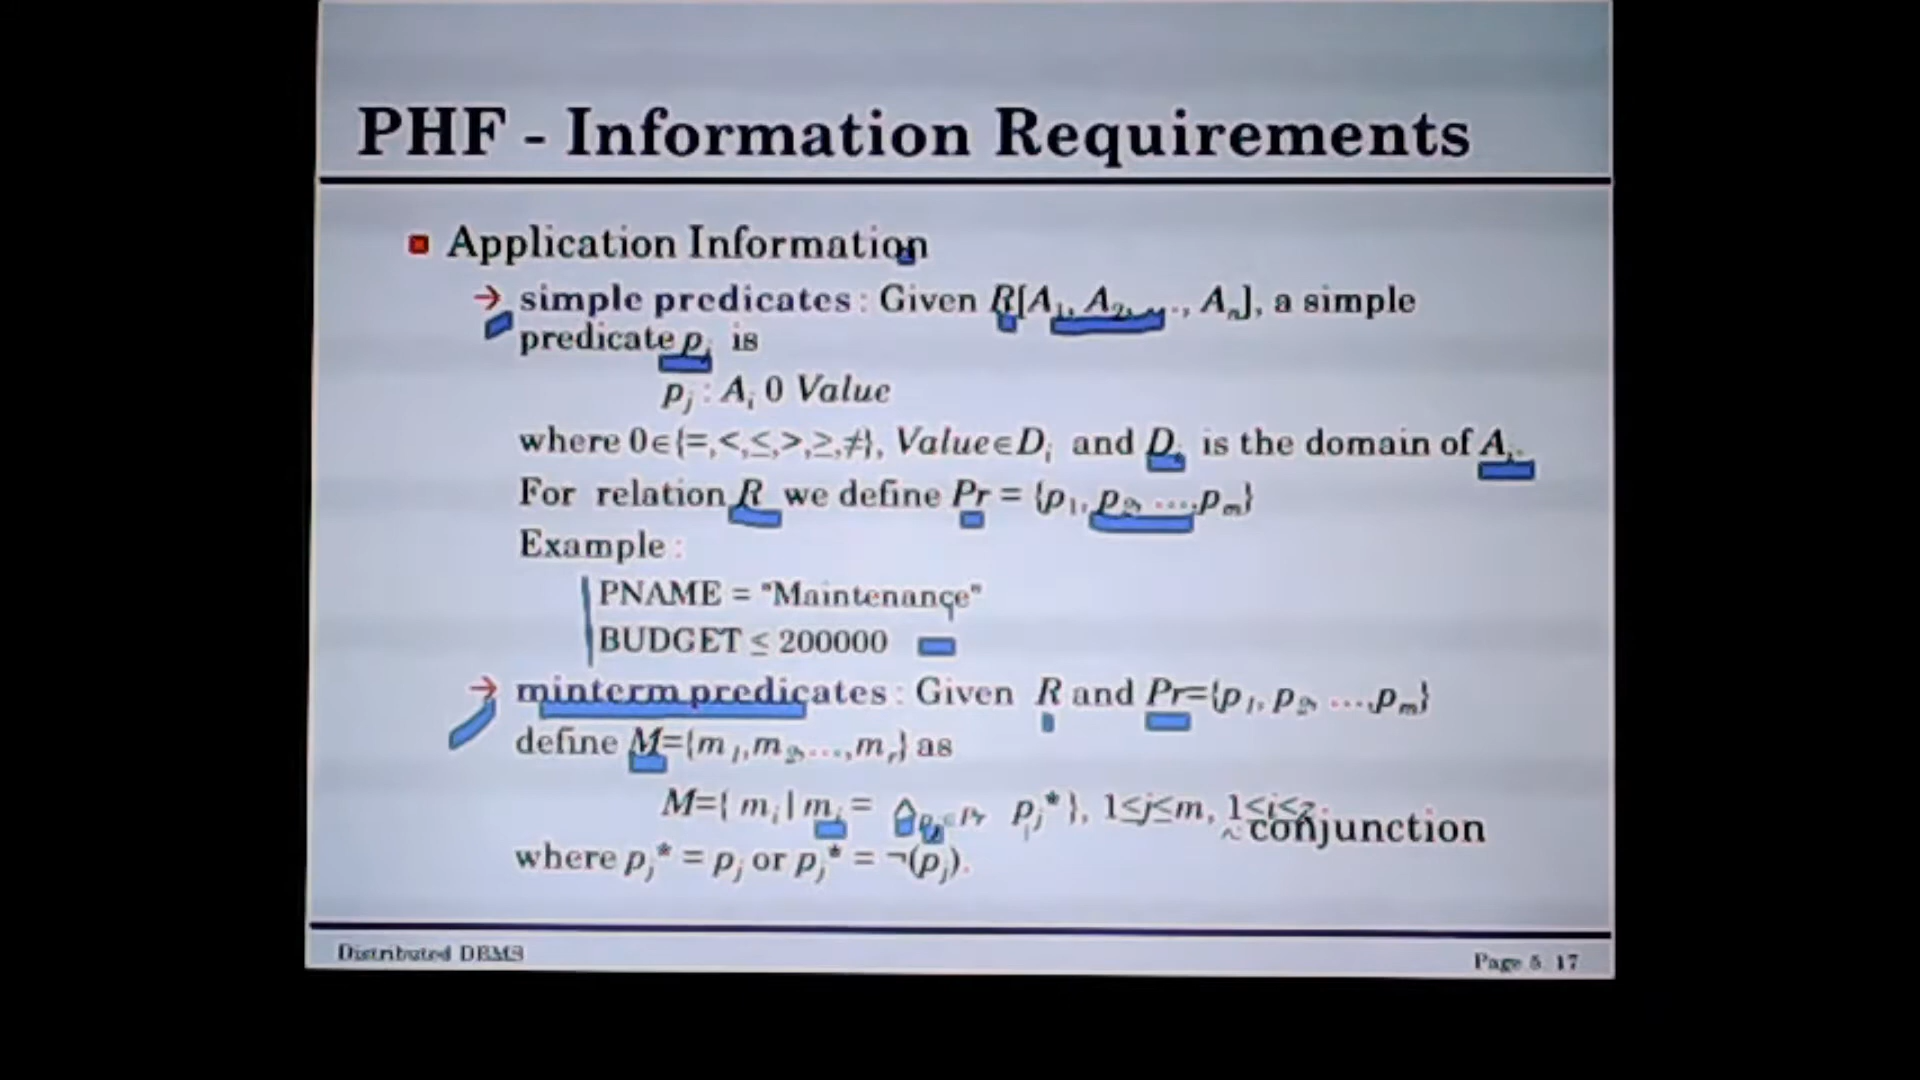 PHF - Information Requirements
Application Information
→ simple predicates : Given R[A1, A2, ..., An], a simple
predicate pj is
pj : Ai θ Value
where θ∈{=,<,≤,>,≥,≠}, Value∈Di and Di is the domain of Ai.
For relation R we define Pr = {p1, p2, ...,pm}
Example :
PNAME = "Maintenance"
BUDGET ≤ 200000
→ minterm predicates : Given R and Pr={p1, p2, ...,pm}
define M={m1,m2,...,mr} as
M={ mi | mi = ∧pj∈Pr pj* }, 1≤j≤m, 1≤i≤z
conjunction
where pj* = pj or pj* = ¬(pj).
Distributed DBMS
Page 5. 17